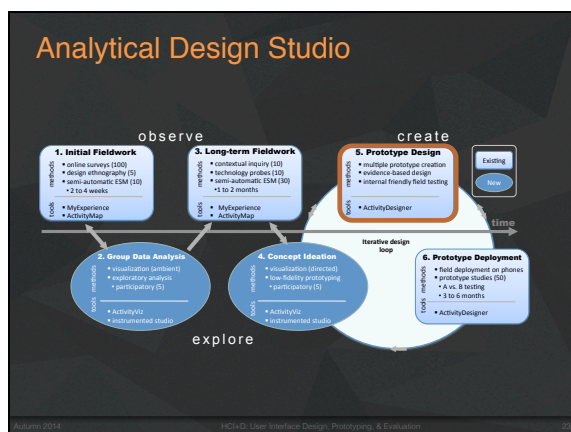 Analytical Design Studio
observe
create
1. Initial Fieldwork
methods
• online surveys (100)
• design ethnography (5)
• semi-automatic ESM (10)
• 2 to 4 weeks
tools
• MyExperience
• ActivityMap
3. Long-term Fieldwork
methods
• contextual inquiry (10)
• technology probes (10)
• semi-automatic ESM (30)
• 1 to 2 months
tools
• MyExperience
• ActivityMap
5. Prototype Design
methods
• multiple prototype creation
• evidence-based design
• internal friendly field testing
tools
• ActivityDesigner
Existing
New
time
2. Group Data Analysis
methods
• visualization (ambient)
• exploratory analysis
• participatory (5)
tools
• ActivityViz
• instrumented studio
4. Concept Ideation
methods
• visualization (directed)
• low-fidelity prototyping
• participatory (5)
tools
• ActivityViz
• instrumented studio
Iterative design
loop
6. Prototype Deployment
methods
• field deployment on phones
• prototype studies (50)
• A vs. B testing
• 3 to 6 months
tools
• ActivityDesigner
explore
Autumn 2014
HCI+D: User Interface Design, Prototyping, & Evaluation